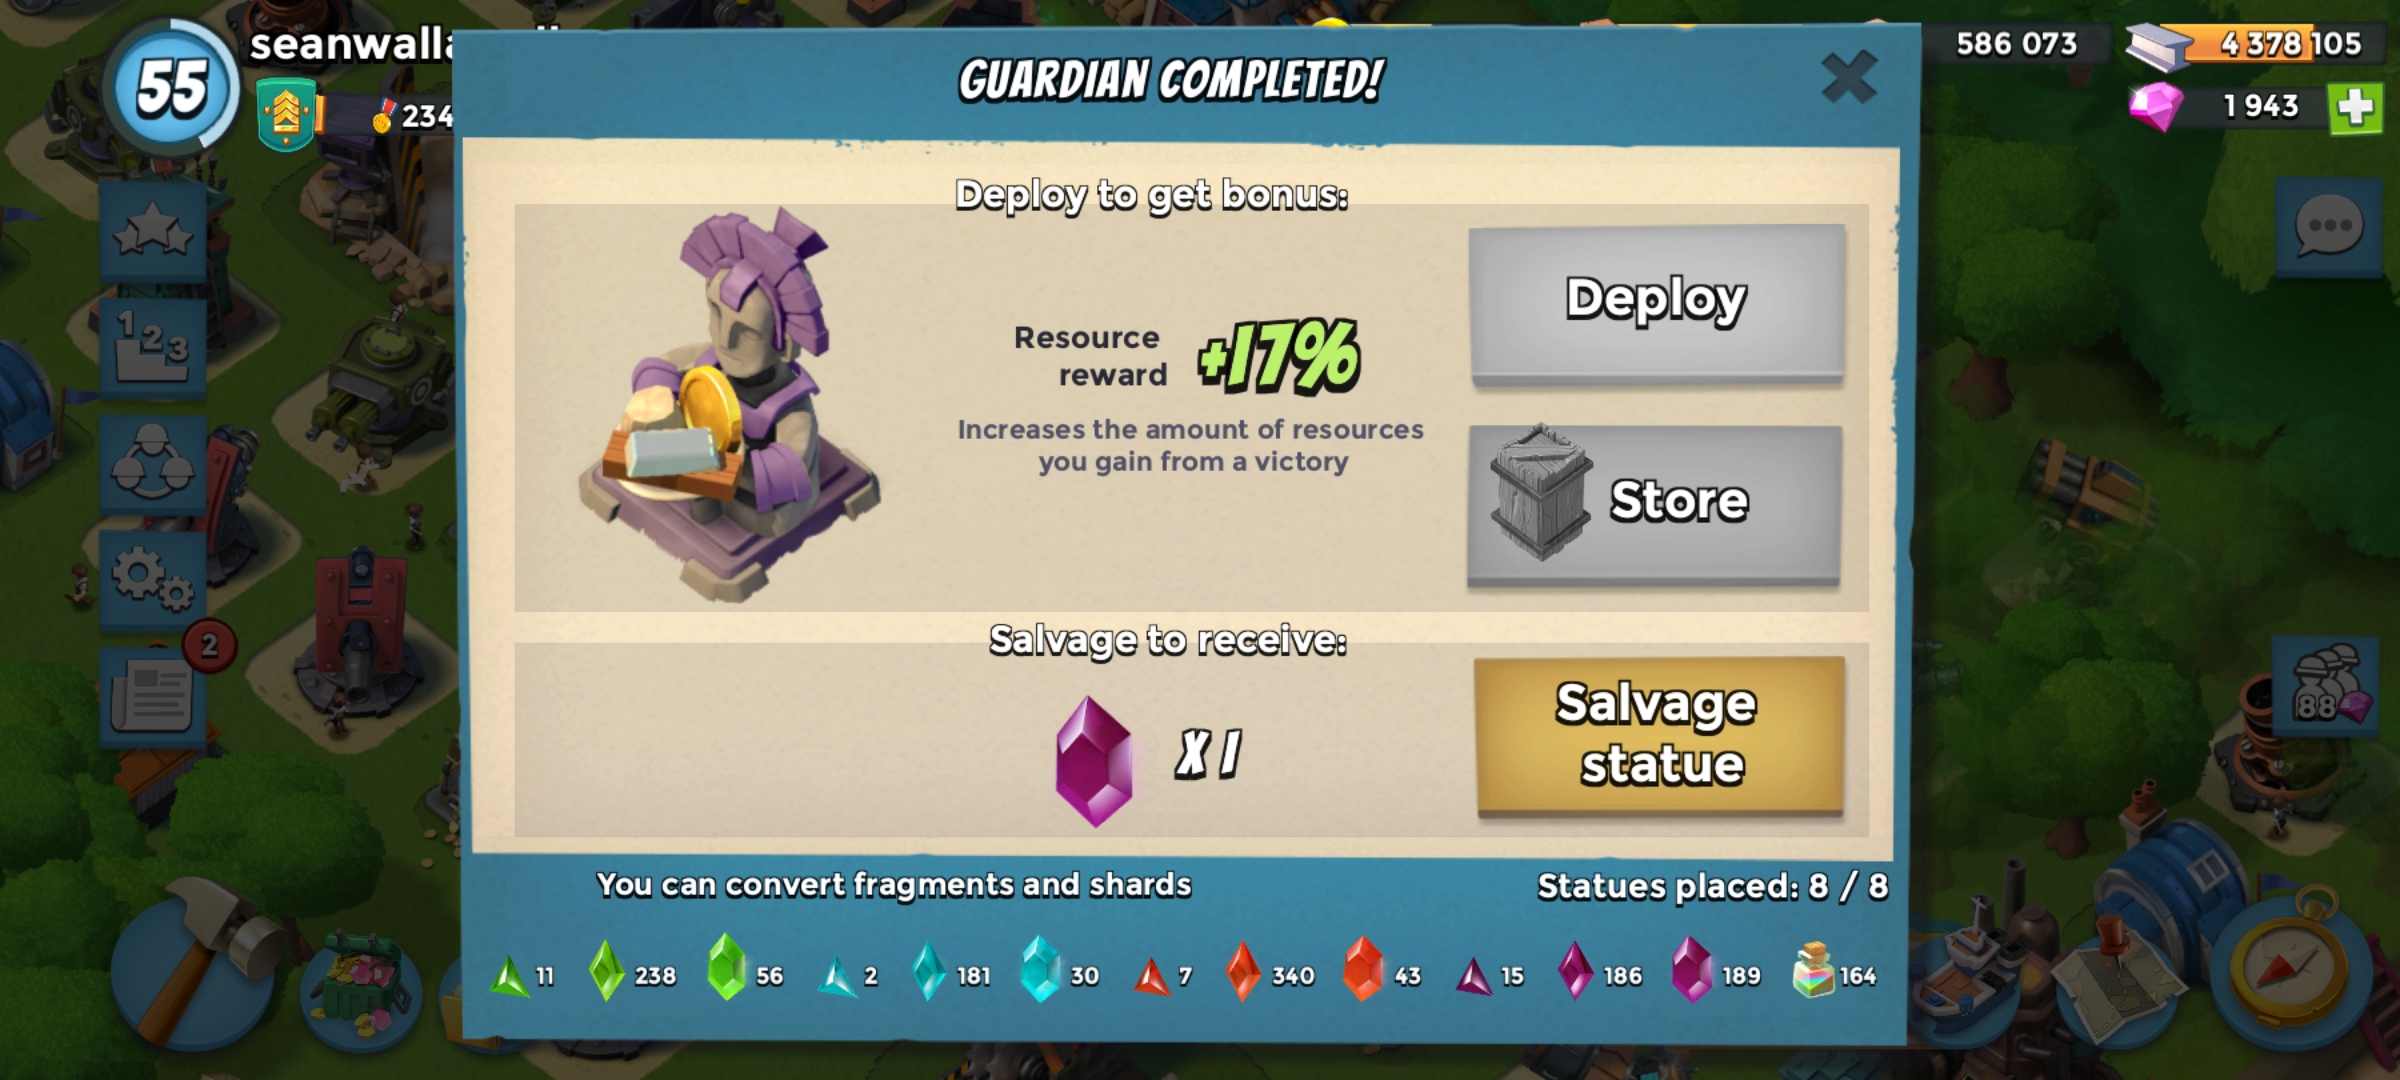 55
234
GUARDIAN COMPLETED!
586 073
4 378 105
1 943
Deploy to get bonus:
Resource
reward
+17%
Increases the amount of resources
you gain from a victory
Deploy
Store
1 2 3
2
Salvage to receive:
X 1
Salvage
statue
88
You can convert fragments and shards
Statues placed: 8 / 8
11 238 56 2 181 30 7 340 43 15 186 189 164